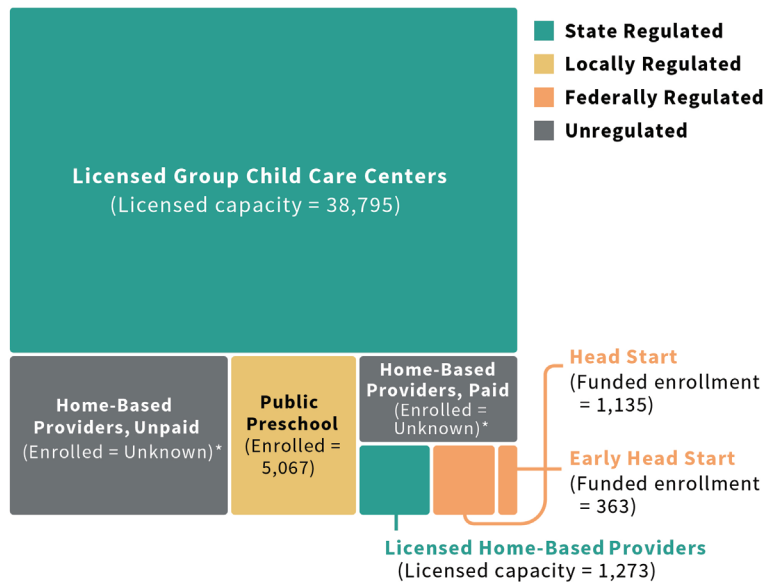 State Regulated
Locally Regulated
Federally Regulated
Unregulated
Licensed Group Child Care Centers
(Licensed capacity = 38,795)
Home-Based
Providers, Unpaid
(Enrolled = Unknown)*
Public
Preschool
(Enrolled =
5,067)
Home-Based
Providers, Paid
(Enrolled =
Unknown)*
Head Start
(Funded enrollment
= 1,135)
Early Head Start
(Funded enrollment
= 363)
Licensed Home-Based Providers
(Licensed capacity = 1,273)